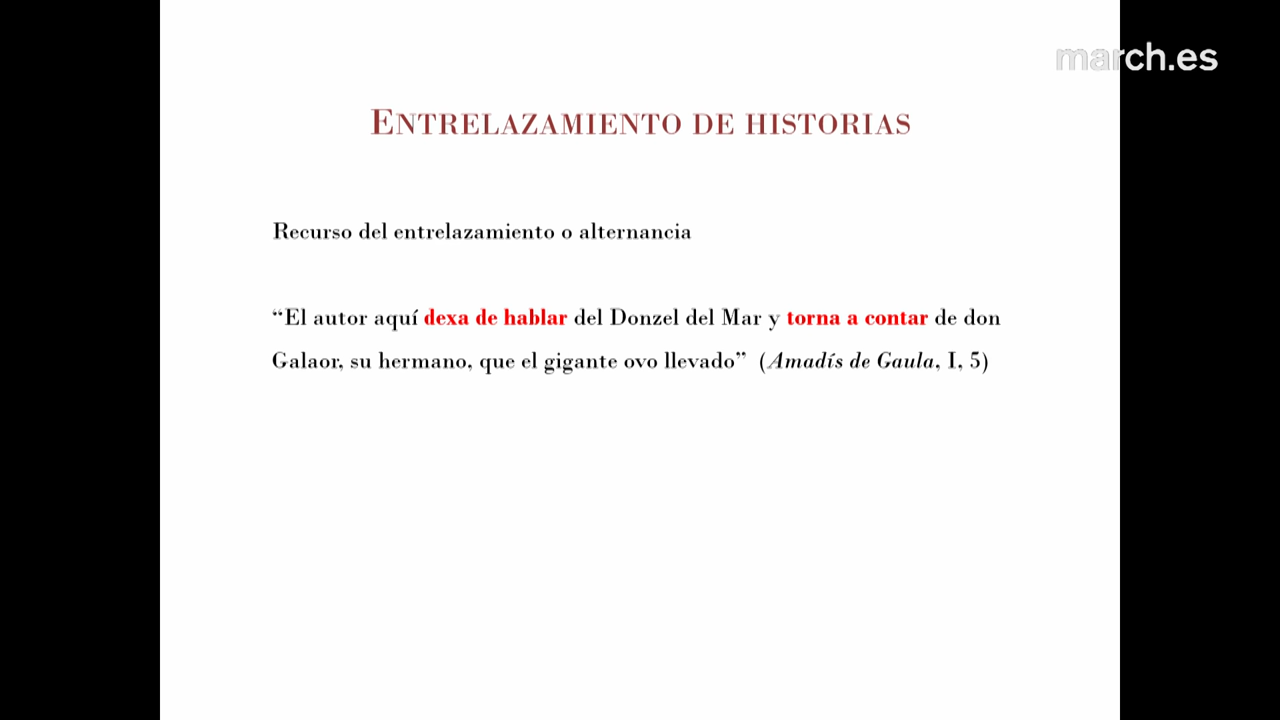 march.es
ENTRELAZAMIENTO DE HISTORIAS
Recurso del entrelazamiento o alternancia
“El autor aquí dexa de hablar del Donzel del Mar y torna a contar de don
Galaor, su hermano, que el gigante ovo llevado” (Amadís de Gaula, I, 5)